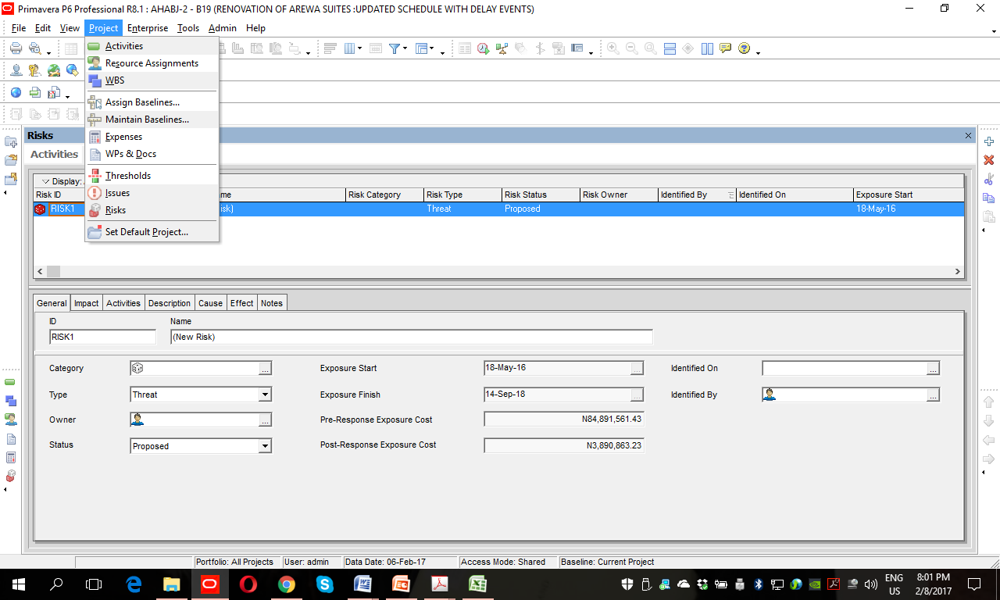 Primavera P6 Professional R8.1 : AHABJ-2 - B19 (RENOVATION OF AREWA SUITES :UPDATED SCHEDULE WITH DELAY EVENTS)
File Edit View Project Enterprise Tools Admin Help
Activities
Resource Assignments
WBS
Assign Baselines...
Maintain Baselines...
Expenses
WPs & Docs
Thresholds
Issues
Risks
Set Default Project...
Risks
Activities
Display:
Risk ID me Risk Category Risk Type Risk Status Risk Owner Identified By Identified On Exposure Start
RISK1 isk) Threat Proposed 18-May-16
General Impact Activities Description Cause Effect Notes
ID Name
RISK1 (New Risk)
Category ... Exposure Start 18-May-16 ... Identified On ...
Type Threat Exposure Finish 14-Sep-18 ... Identified By ...
Owner ... Pre-Response Exposure Cost N84,891,561.43
Status Proposed Post-Response Exposure Cost N3,890,863.23
Portfolio: All Projects User: admin Data Date: 06-Feb-17 Access Mode: Shared Baseline: Current Project
ENG 8:01 PM
US 2/8/2017